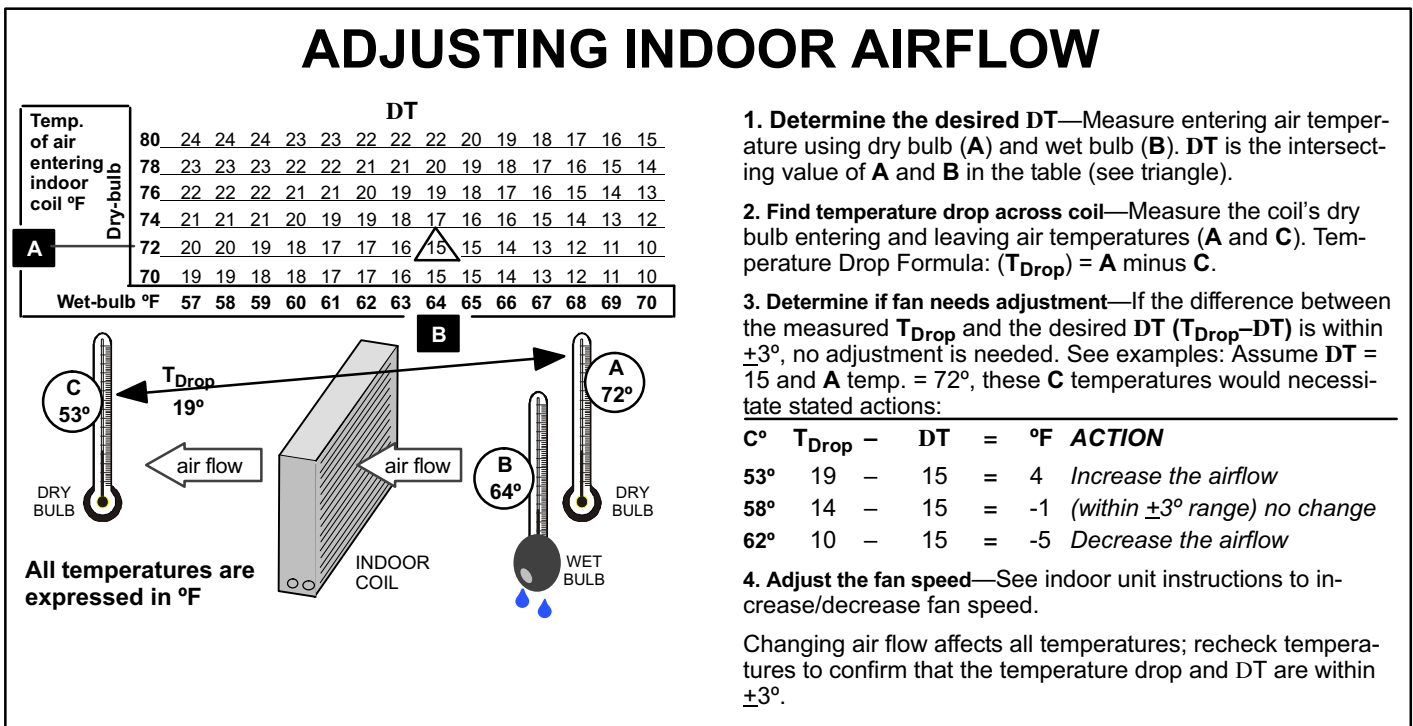 ADJUSTING INDOOR AIRFLOW
DT
Temp.
of air
entering
indoor
coil ºF
Dry-bulb
80 24 24 24 23 23 22 22 22 20 19 18 17 16 15
78 23 23 23 22 22 21 21 20 19 18 17 16 15 14
76 22 22 22 21 21 20 19 19 18 17 16 15 14 13
74 21 21 21 20 19 19 18 17 16 16 15 14 13 12
A
72 20 20 19 18 17 17 16 15 15 14 13 12 11 10
70 19 19 18 18 17 17 16 15 15 14 13 12 11 10
Wet-bulb ºF 57 58 59 60 61 62 63 64 65 66 67 68 69 70
B
C
53º
TDrop
19º
A
72º
air flow
air flow
B
64º
DRY
BULB
DRY
BULB
INDOOR
COIL
WET
BULB
All temperatures are
expressed in ºF
1. Determine the desired DT—Measure entering air temper-
ature using dry bulb (A) and wet bulb (B). DT is the intersect-
ing value of A and B in the table (see triangle).
2. Find temperature drop across coil—Measure the coil's dry
bulb entering and leaving air temperatures (A and C). Tem-
perature Drop Formula: (TDrop) = A minus C.
3. Determine if fan needs adjustment—If the difference between
the measured TDrop and the desired DT (TDrop–DT) is within
±3º, no adjustment is needed. See examples: Assume DT =
15 and A temp. = 72º, these C temperatures would necessi-
tate stated actions:
Cº TDrop – DT = ºF ACTION
53º 19 – 15 = 4 Increase the airflow
58º 14 – 15 = -1 (within ±3º range) no change
62º 10 – 15 = -5 Decrease the airflow
4. Adjust the fan speed—See indoor unit instructions to in-
crease/decrease fan speed.
Changing air flow affects all temperatures; recheck tempera-
tures to confirm that the temperature drop and DT are within
±3º.